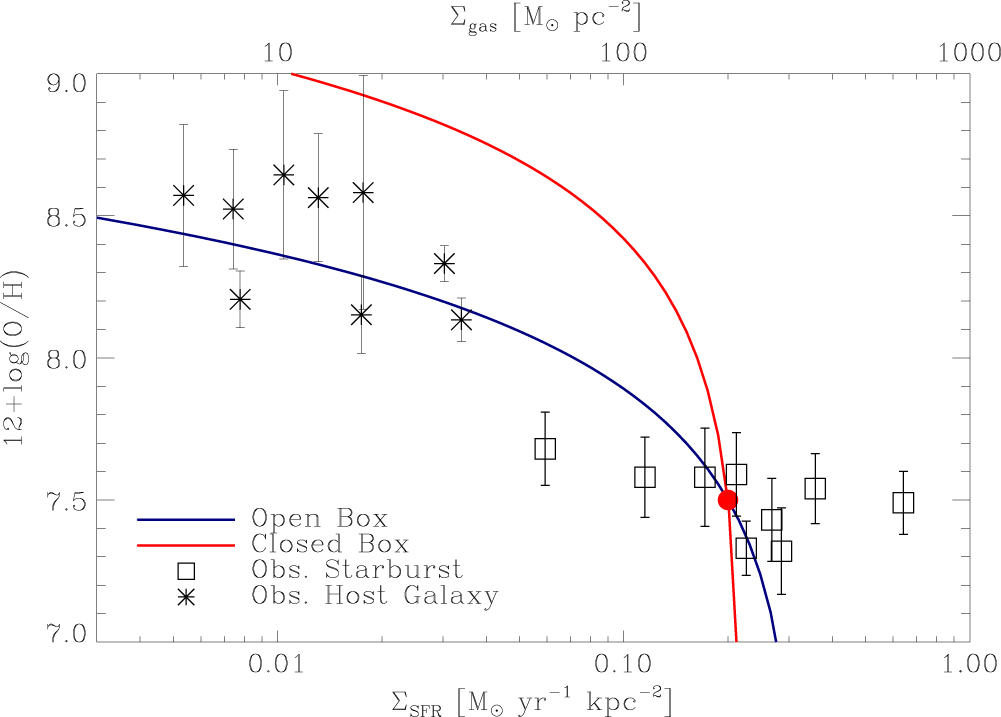 Σgas [M⊙ pc⁻²]
10 100 1000
9.0
8.5
8.0
7.5
7.0
12+log(O/H)
Open Box
Closed Box
Obs. Starburst
Obs. Host Galaxy
0.01 0.10 1.00
ΣSFR [M⊙ yr⁻¹ kpc⁻²]